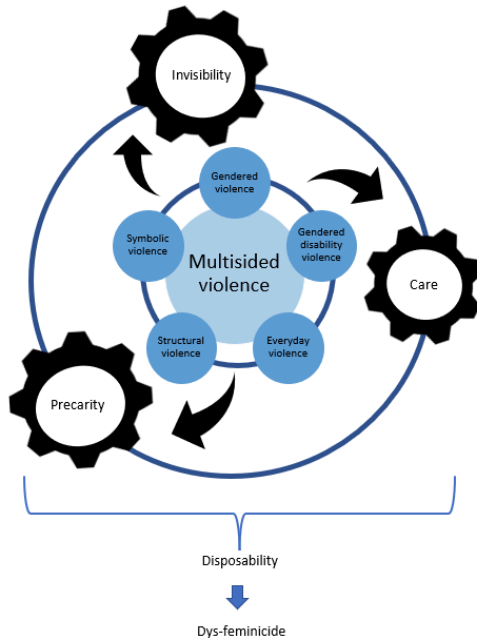 Invisibility
Gendered
violence
Symbolic
violence
Gendered
disability
violence
Multisided
violence
Care
Structural
violence
Everyday
violence
Precarity
Disposability
Dys-feminicide